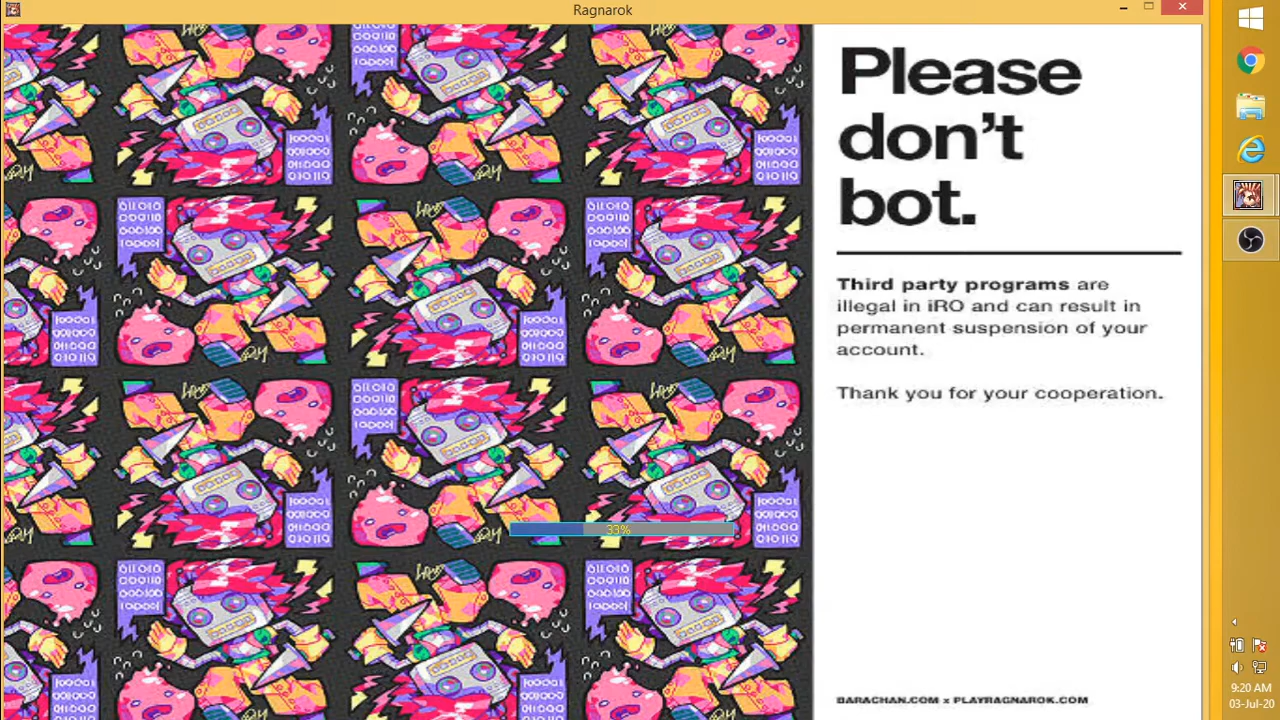 Ragnarok
Please
don't
bot.
Third party programs are
illegal in iRO and can result in
permanent suspension of your
account.
Thank you for your cooperation.
33%
BARACHAN.COM x PLAYRAGNAROK.COM
9:20 AM
03-Jul-20